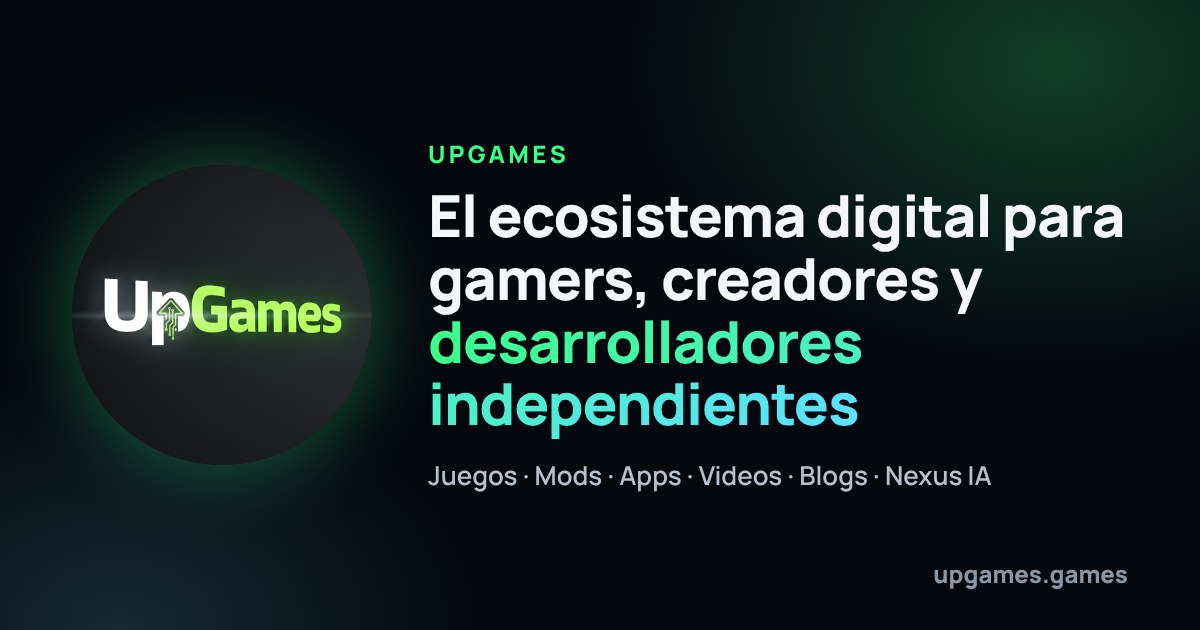 UpGames
UPGAMES
El ecosistema digital para
gamers, creadores y
desarrolladores
independientes
Juegos · Mods · Apps · Videos · Blogs · Nexus IA
upgames.games